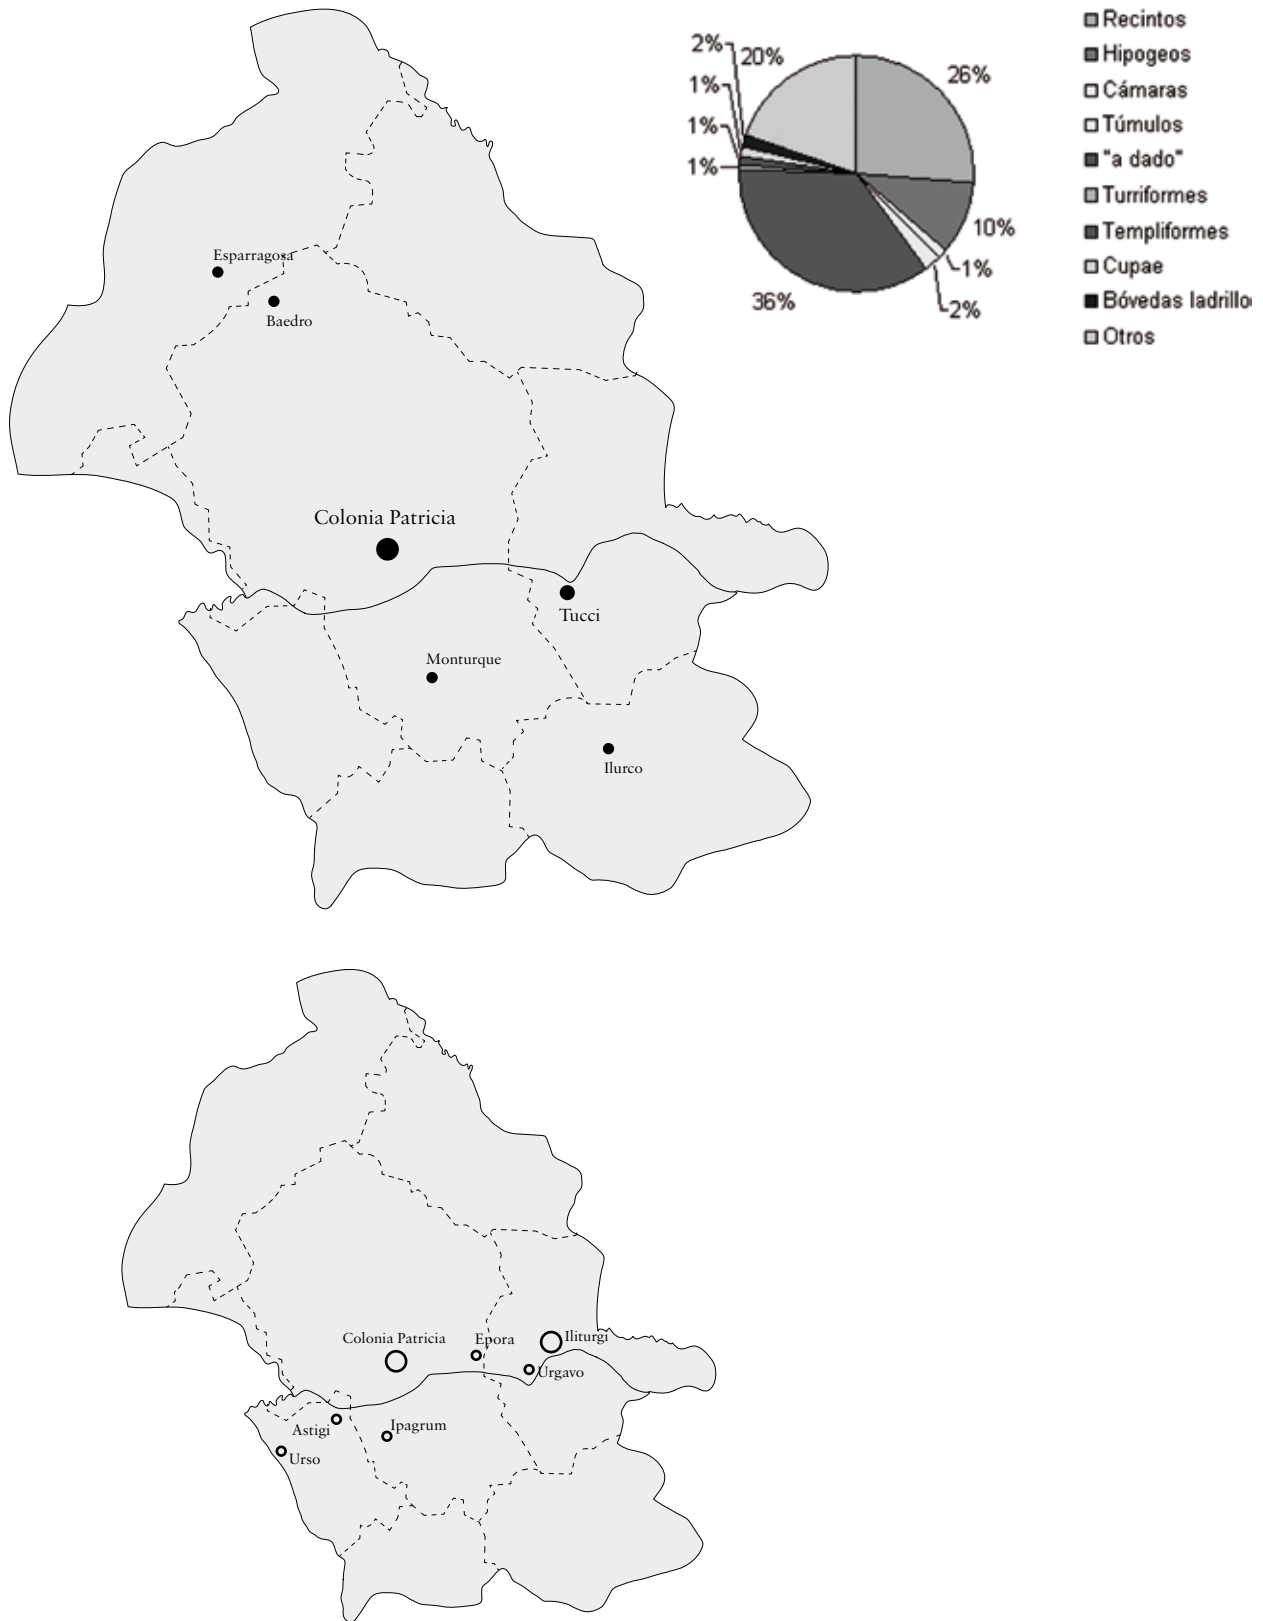 2%
20%
26%
1%
1%
1%
10%
1%
2%
36%
Recintos
Hipogeos
Cámaras
Túmulos
"a dado"
Turriformes
Templiformes
Cupae
Bóvedas ladrillo
Otros
Esparragosa
Baedro
Colonia Patricia
Tucci
Monturque
Ilurco
Colonia Patricia
Epora
Iliturgi
Urgavo
Astigi
Ipagrum
Urso